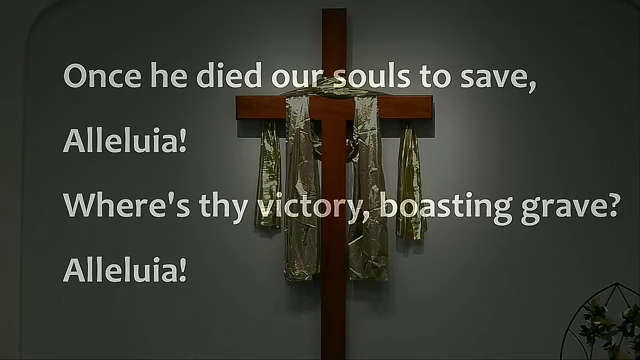 Once he died our souls to save,
Alleluia!
Where's thy victory, boasting grave?
Alleluia!